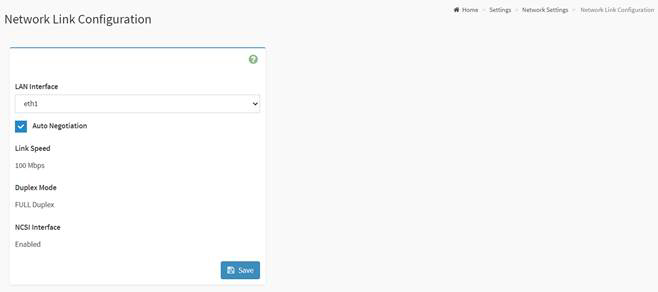 Home > Settings > Network Settings > Network Link Configuration
Network Link Configuration
LAN Interface
eth1
Auto Negotiation
Link Speed
100 Mbps
Duplex Mode
FULL Duplex
NCSI Interface
Enabled
Save